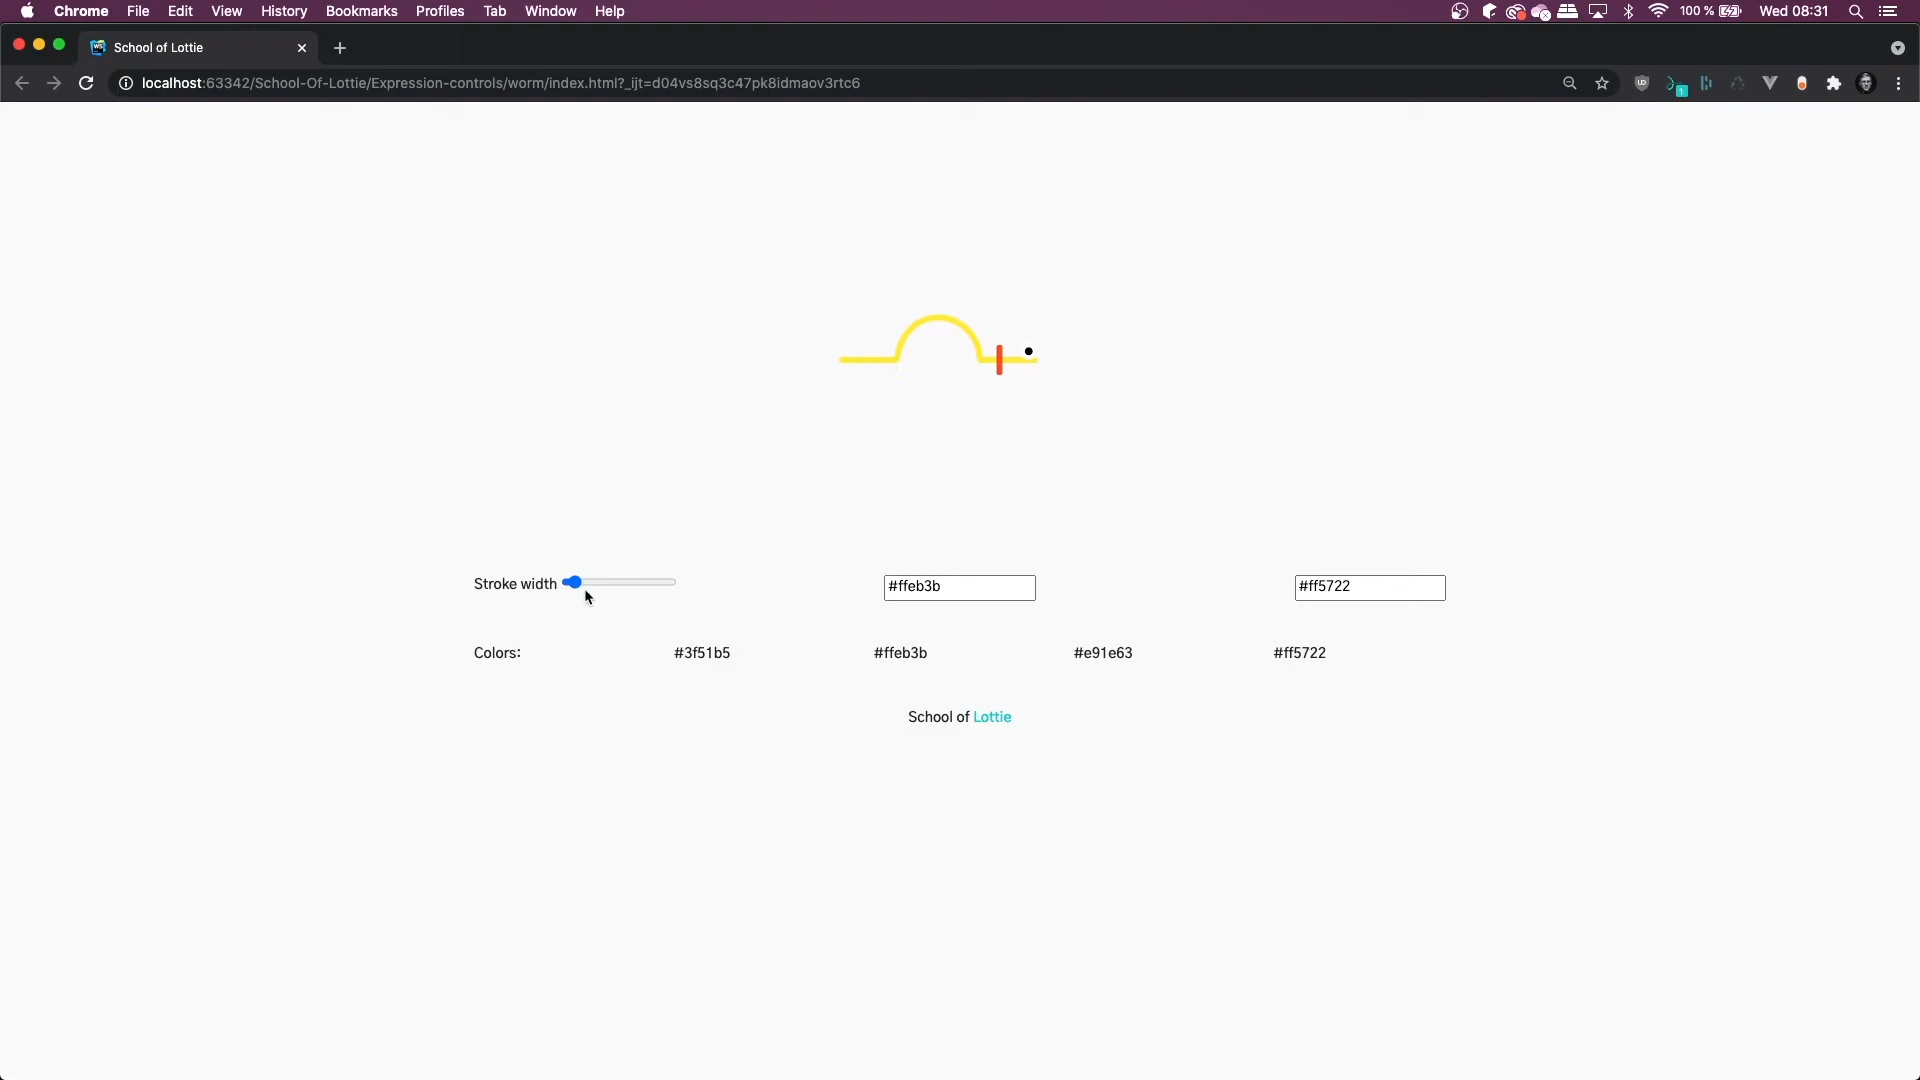 Chrome File Edit View History Bookmarks Profiles Tab Window Help 100 % Wed 08:31
School of Lottie
localhost:63342/School-Of-Lottie/Expression-controls/worm/index.html?_ijt=d04vs8sq3c47pk8idmaov3rtc6
Stroke width #ffeb3b #ff5722
Colors: #3f51b5 #ffeb3b #e91e63 #ff5722
School of Lottie